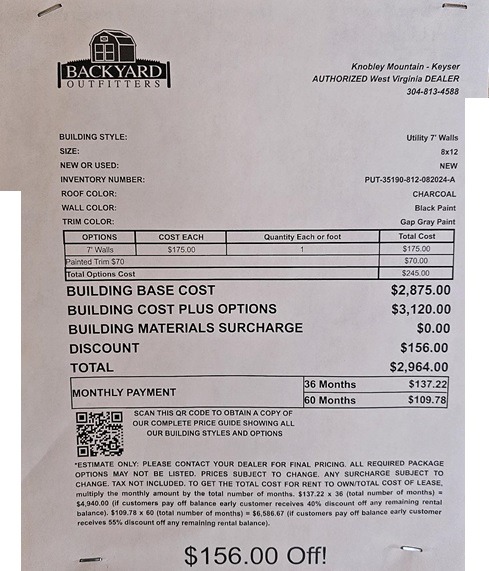 BACKYARD
OUTFITTERS
Knobley Mountain - Keyser
AUTHORIZED West Virginia DEALER
304-813-4588
BUILDING STYLE: Utility 7' Walls
SIZE: 8x12
NEW OR USED: NEW
INVENTORY NUMBER: PUT-35190-812-082024-A
ROOF COLOR: CHARCOAL
WALL COLOR: Black Paint
TRIM COLOR: Gap Gray Paint
OPTIONS COST EACH Quantity Each or foot Total Cost
7' Walls $175.00 1 $175.00
Painted Trim $70 $70.00
Total Options Cost $245.00
BUILDING BASE COST $2,875.00
BUILDING COST PLUS OPTIONS $3,120.00
BUILDING MATERIALS SURCHARGE $0.00
DISCOUNT $156.00
TOTAL $2,964.00
MONTHLY PAYMENT
36 Months $137.22
60 Months $109.78
SCAN THIS QR CODE TO OBTAIN A COPY OF
OUR COMPLETE PRICE GUIDE SHOWING ALL
OUR BUILDING STYLES AND OPTIONS
*ESTIMATE ONLY: PLEASE CONTACT YOUR DEALER FOR FINAL PRICING. ALL REQUIRED PACKAGE
OPTIONS MAY NOT BE LISTED. PRICES SUBJECT TO CHANGE. ANY SURCHARGE SUBJECT TO
CHANGE. TAX NOT INCLUDED. TO GET THE TOTAL COST FOR RENT TO OWN/TOTAL COST OF LEASE,
multiply the monthly amount by the total number of months. $137.22 x 36 (total number of months) =
$4,940.00 (if customers pay off balance early customer receives 40% discount off any remaining rental
balance). $109.78 x 60 (total number of months) = $6,586.67 (if customers pay off balance early customer
receives 55% discount off any remaining rental balance).
$156.00 Off!